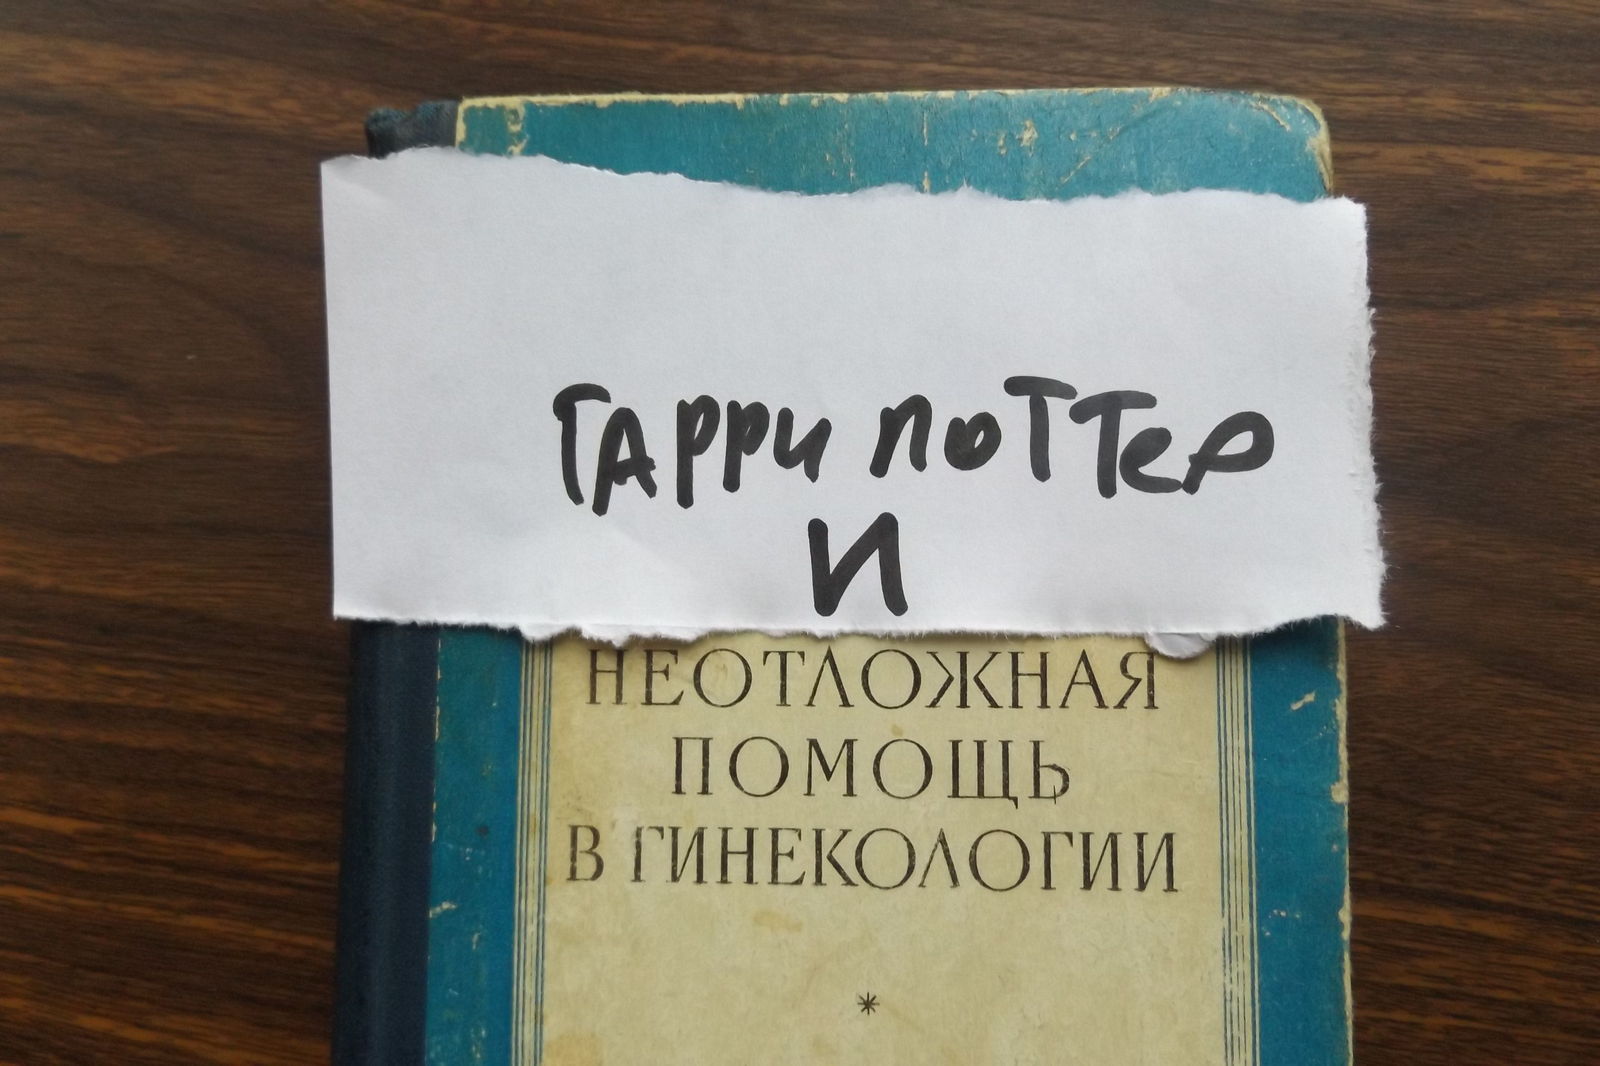 ГАРРИ ПОТТЕР
И
НЕОТЛОЖНАЯ
ПОМОЩЬ
В ГИНЕКОЛОГИИ
*